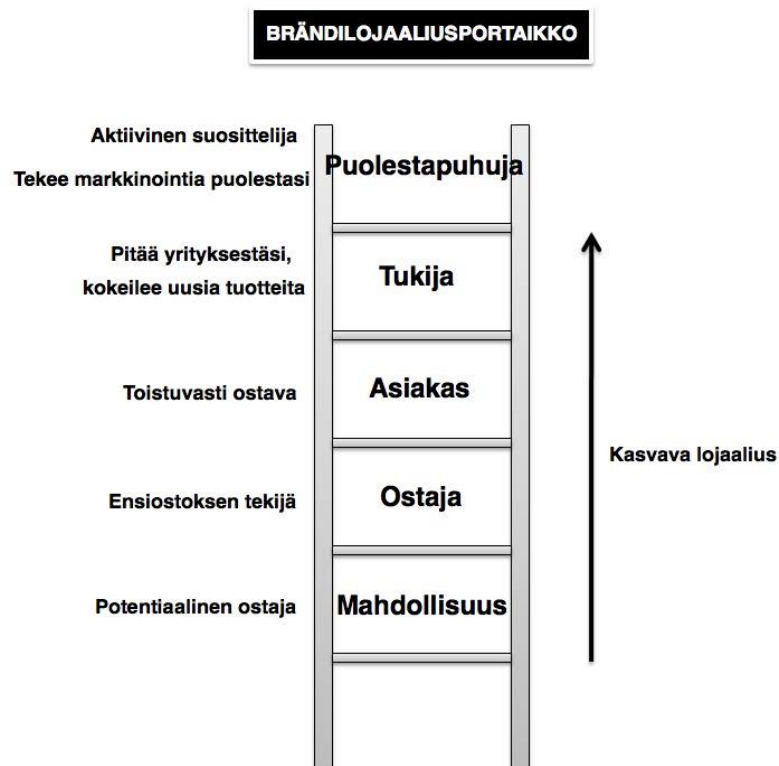 BRÄNDILOJAALIUSPORTAIKKO
Aktiivinen suosittelija
Tekee markkinointia puolestasi
Puolestapuhuja
Pitää yrityksestäsi,
kokeilee uusia tuotteita
Tukija
Toistuvasti ostava
Asiakas
Kasvava lojaalius
Ensiostoksen tekijä
Ostaja
Potentiaalinen ostaja
Mahdollisuus